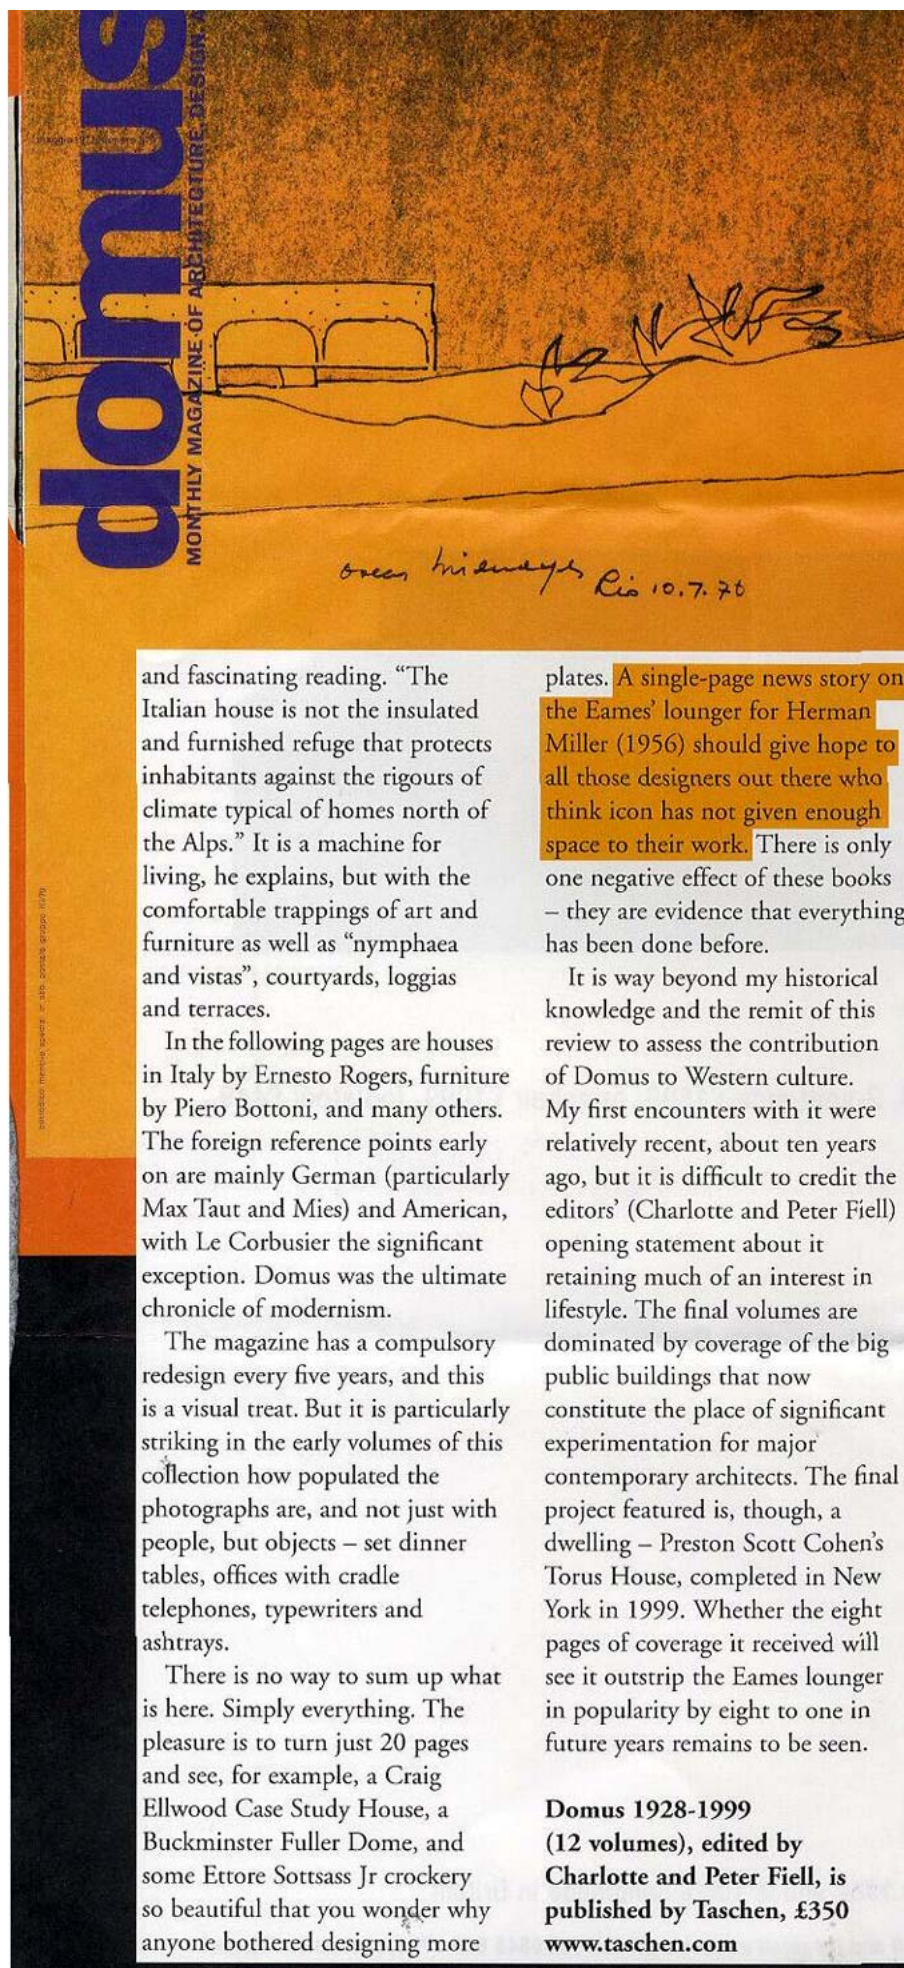 domus
MONTHLY MAGAZINE OF ARCHITECTURE, DESIGN, A
Rio 10.7.76
and fascinating reading. “The
Italian house is not the insulated
and furnished refuge that protects
inhabitants against the rigours of
climate typical of homes north of
the Alps.” It is a machine for
living, he explains, but with the
comfortable trappings of art and
furniture as well as “nymphaea
and vistas”, courtyards, loggias
and terraces.
In the following pages are houses
in Italy by Ernesto Rogers, furniture
by Piero Bottoni, and many others.
The foreign reference points early
on are mainly German (particularly
Max Taut and Mies) and American,
with Le Corbusier the significant
exception. Domus was the ultimate
chronicle of modernism.
The magazine has a compulsory
redesign every five years, and this
is a visual treat. But it is particularly
striking in the early volumes of this
collection how populated the
photographs are, and not just with
people, but objects – set dinner
tables, offices with cradle
telephones, typewriters and
ashtrays.
There is no way to sum up what
is here. Simply everything. The
pleasure is to turn just 20 pages
and see, for example, a Craig
Ellwood Case Study House, a
Buckminster Fuller Dome, and
some Ettore Sottsass Jr crockery
so beautiful that you wonder why
anyone bothered designing more
plates. A single-page news story on
the Eames’ lounger for Herman
Miller (1956) should give hope to
all those designers out there who
think icon has not given enough
space to their work. There is only
one negative effect of these books
– they are evidence that everything
has been done before.
It is way beyond my historical
knowledge and the remit of this
review to assess the contribution
of Domus to Western culture.
My first encounters with it were
relatively recent, about ten years
ago, but it is difficult to credit the
editors’ (Charlotte and Peter Fiell)
opening statement about it
retaining much of an interest in
lifestyle. The final volumes are
dominated by coverage of the big
public buildings that now
constitute the place of significant
experimentation for major
contemporary architects. The final
project featured is, though, a
dwelling – Preston Scott Cohen’s
Torus House, completed in New
York in 1999. Whether the eight
pages of coverage it received will
see it outstrip the Eames lounger
in popularity by eight to one in
future years remains to be seen.
Domus 1928-1999
(12 volumes), edited by
Charlotte and Peter Fiell, is
published by Taschen, £350
www.taschen.com